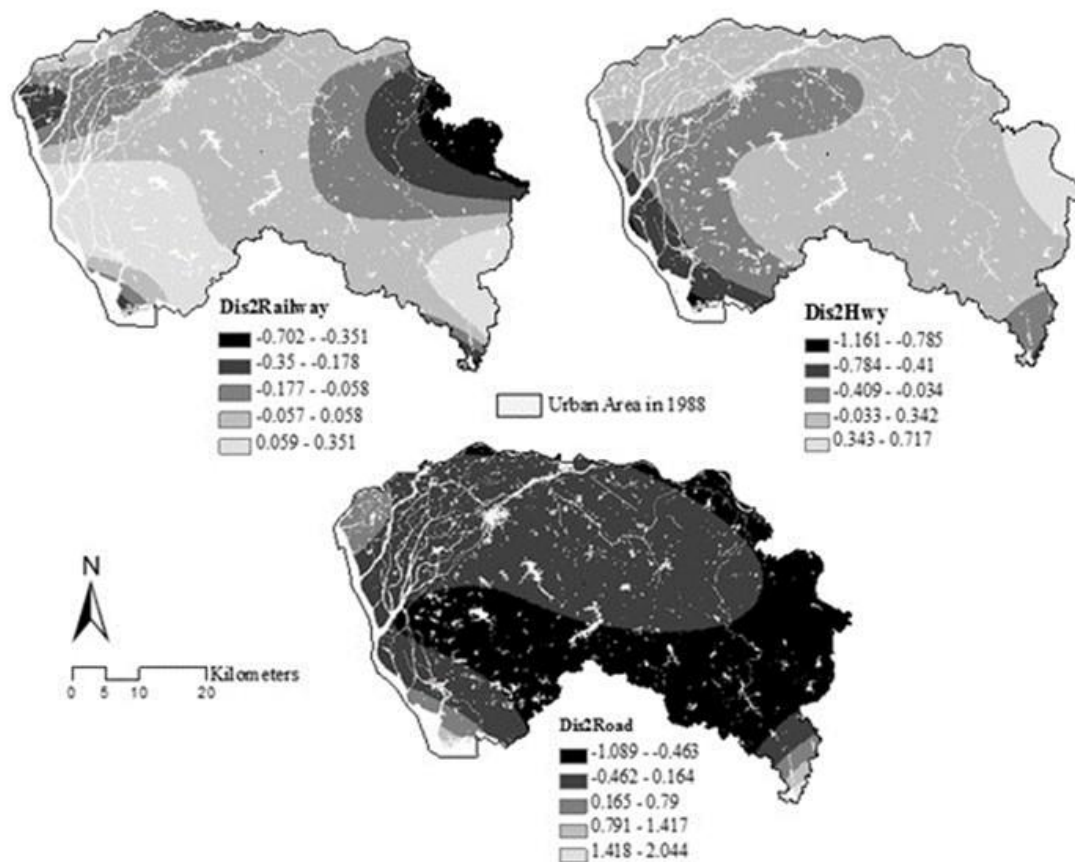 Dis2Railway
-0.702 - -0.351
-0.35 - -0.178
-0.177 - -0.058
-0.057 - 0.058
0.059 - 0.351
Urban Area in 1988
Dis2Hwy
-1.161 - -0.785
-0.784 - -0.41
-0.409 - -0.034
-0.033 - 0.342
0.343 - 0.717
N
Kilometers
0 5 10 20
Dis2Road
-1.089 - -0.463
-0.462 - 0.164
0.165 - 0.79
0.791 - 1.417
1.418 - 2.044